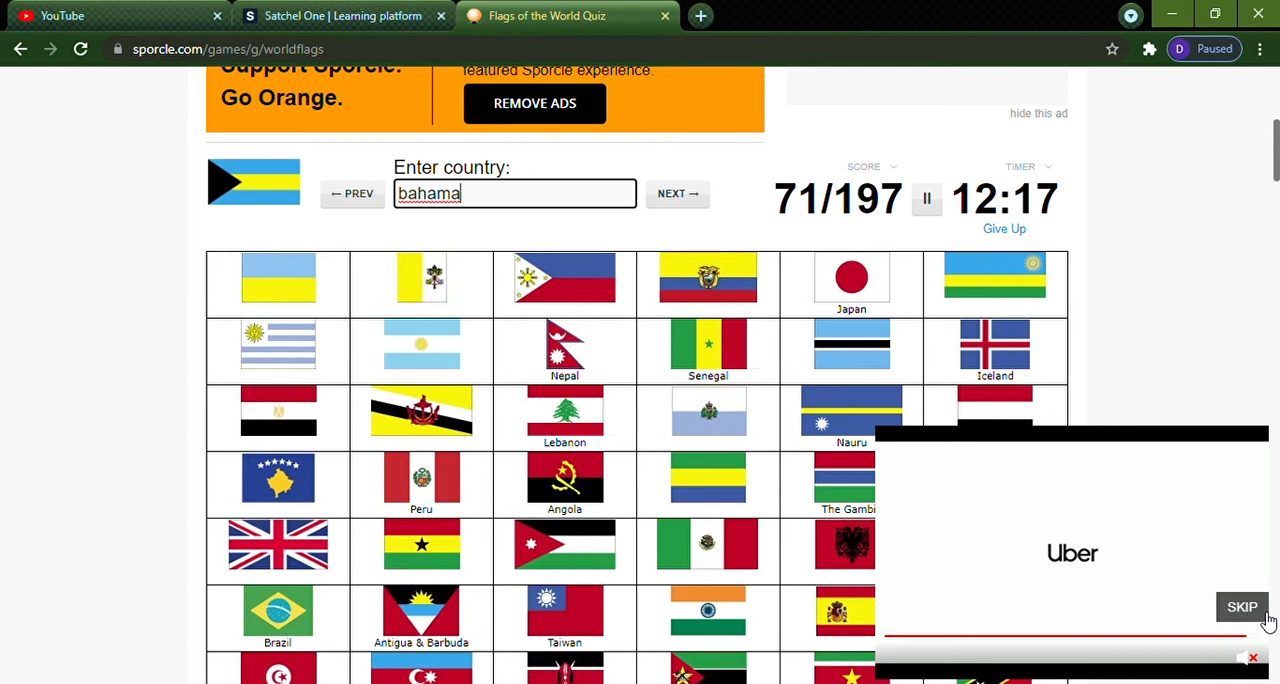 YouTube
Satchel One | Learning platform
Flags of the World Quiz
sporcle.com/games/g/worldflags
D Paused
Support Sporcle.
Go Orange.
featured Sporcle experience.
REMOVE ADS
hide this ad
← PREV
Enter country:
bahama
NEXT →
SCORE
71/197
TIMER
12:17
Give Up
Japan
Nepal
Senegal
Iceland
Lebanon
Nauru
Peru
Angola
The Gambi
Brazil
Antigua & Barbuda
Taiwan
Uber
SKIP